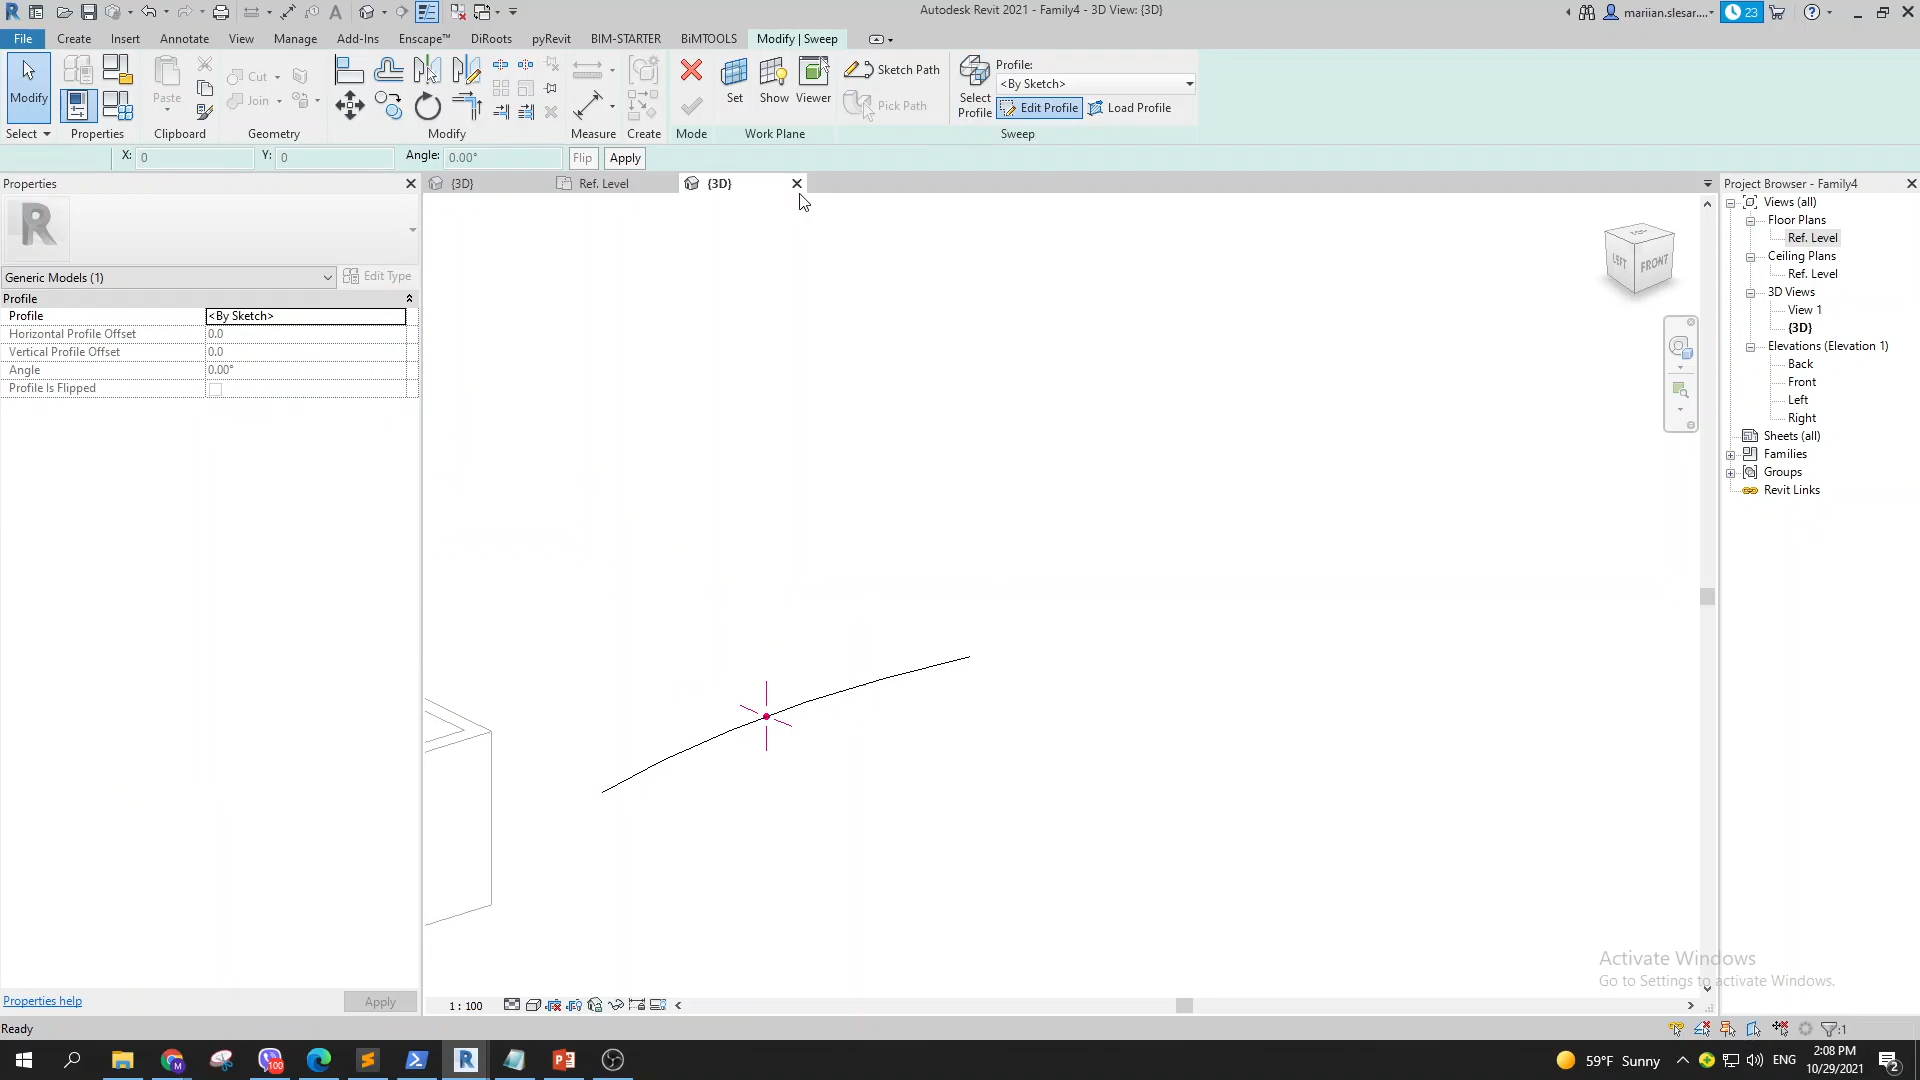 Autodesk Revit 2021 - Family4 - 3D View: {3D}
mariian.slesar....
23
File Create Insert Annotate View Manage Add-Ins Enscape™ DiRoots pyRevit BIM-STARTER BiMTOOLS Modify | Sweep
Modify
Paste
Cut
Join
Set
Show
Viewer
Sketch Path
Pick Path
Select
Profile
Profile:
<By Sketch>
Edit Profile
Load Profile
Select Properties Clipboard Geometry Modify Measure Create Mode Work Plane Sweep
X: 0 Y: 0 Angle: 0.00° Flip Apply
Properties
{3D} Ref. Level {3D}
Generic Models (1) Edit Type
Profile
Profile <By Sketch>
Horizontal Profile Offset 0.0
Vertical Profile Offset 0.0
Angle 0.00°
Profile Is Flipped
Properties help Apply
TOP
LEFT FRONT
Project Browser - Family4
Views (all)
Floor Plans
Ref. Level
Ceiling Plans
Ref. Level
3D Views
View 1
{3D}
Elevations (Elevation 1)
Back
Front
Left
Right
Sheets (all)
Families
Groups
Revit Links
Activate Windows
Go to Settings to activate Windows.
1 : 100
Ready
:1
100
59°F Sunny
ENG
2:08 PM
10/29/2021
2